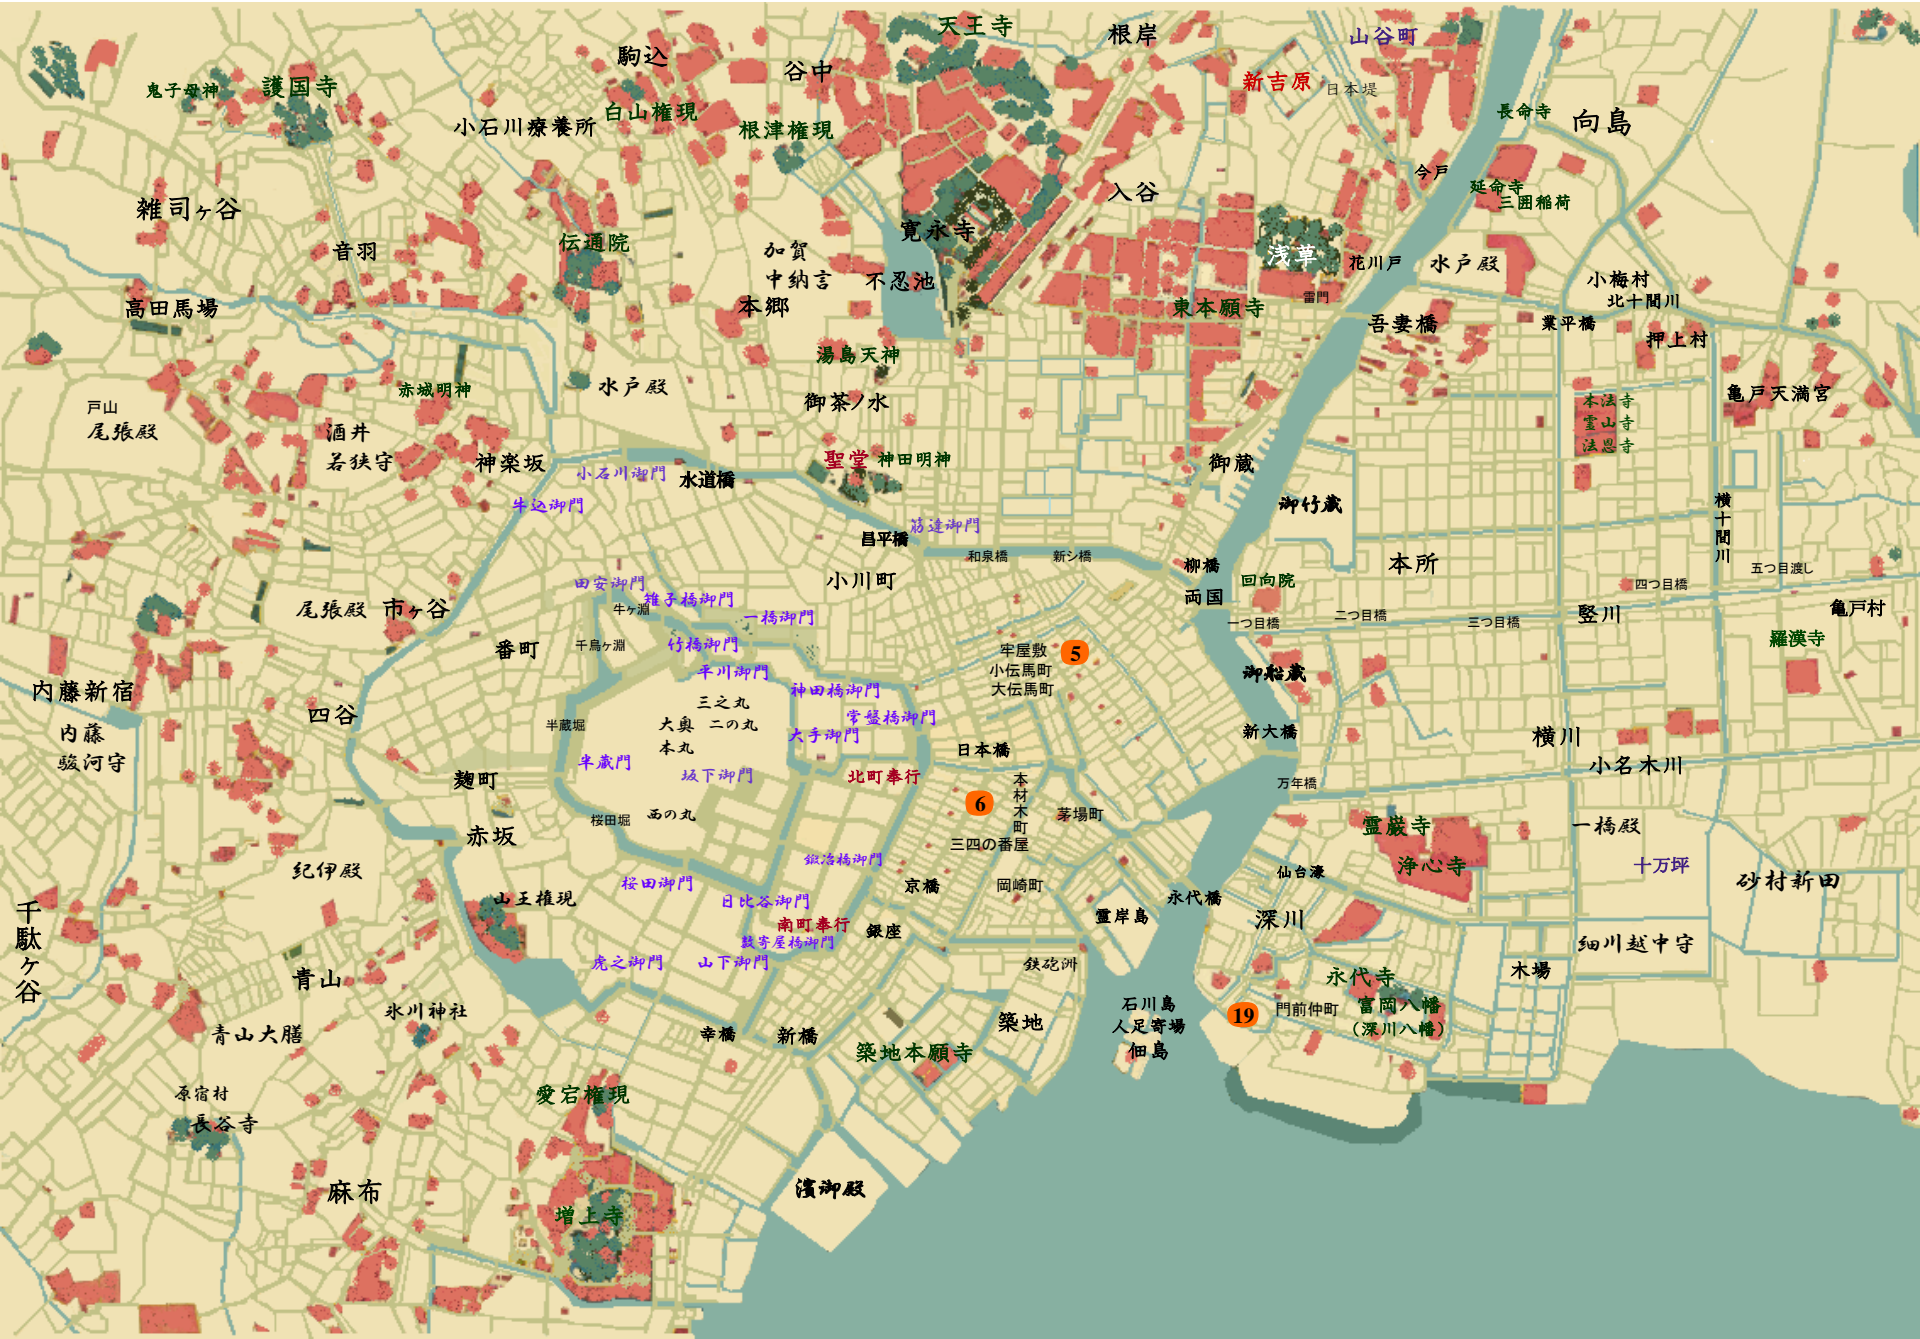 天王寺
根岸
山谷町
駒込
谷中
新吉原
日本堤
鬼子母神
護国寺
白山権現
小石川療養所
根津権現
長命寺
向島
今戸
延命寺
三囲稲荷
雑司ヶ谷
入谷
寛永寺
伝通院
音羽
加賀
中納言
不忍池
浅草
花川戸
水戸殿
小梅村
北十間川
高田馬場
本郷
東本願寺
雷門
吾妻橋
業平橋
押上村
湯島天神
水戸殿
赤城明神
御茶ノ水
亀戸天満宮
戸山
尾張殿
本法寺
霊山寺
法恩寺
酒井
若狭守
神楽坂
小石川御門
水道橋
聖堂
神田明神
御蔵
牛込御門
御竹蔵
横十間川
筋違御門
昌平橋
和泉橋
新シ橋
柳橋
本所
五つ目渡し
小川町
回向院
田安御門
四つ目橋
両国
尾張殿
市ヶ谷
牛ヶ淵
雉子橋御門
一橋御門
一つ目橋
二つ目橋
三つ目橋
竪川
亀戸村
番町
千鳥ヶ淵
竹橋御門
牢屋敷
5
羅漢寺
平川御門
小伝馬町
大伝馬町
御船蔵
内藤新宿
神田橋御門
三之丸
四谷
半蔵堀
大奥
二の丸
常盤橋御門
大手御門
本丸
日本橋
新大橋
横川
内藤
駿河守
半蔵門
坂下御門
北町奉行
小名木川
麹町
本材木町
万年橋
6
桜田堀
西の丸
茅場町
赤坂
三四の番屋
霊巌寺
一橋殿
浄心寺
十万坪
砂村新田
紀伊殿
鍛冶橋御門
仙台濠
桜田御門
京橋
岡崎町
山王権現
日比谷御門
永代橋
千駄ヶ谷
南町奉行
銀座
霊岸島
深川
数寄屋橋御門
細川越中守
虎之御門
山下御門
鉄砲洲
木場
青山
永代寺
氷川神社
石川島
人足寄場
佃島
19
門前仲町
富岡八幡
(深川八幡)
青山大膳
幸橋
新橋
築地
築地本願寺
原宿村
愛宕権現
長谷寺
麻布
濱御殿
増上寺